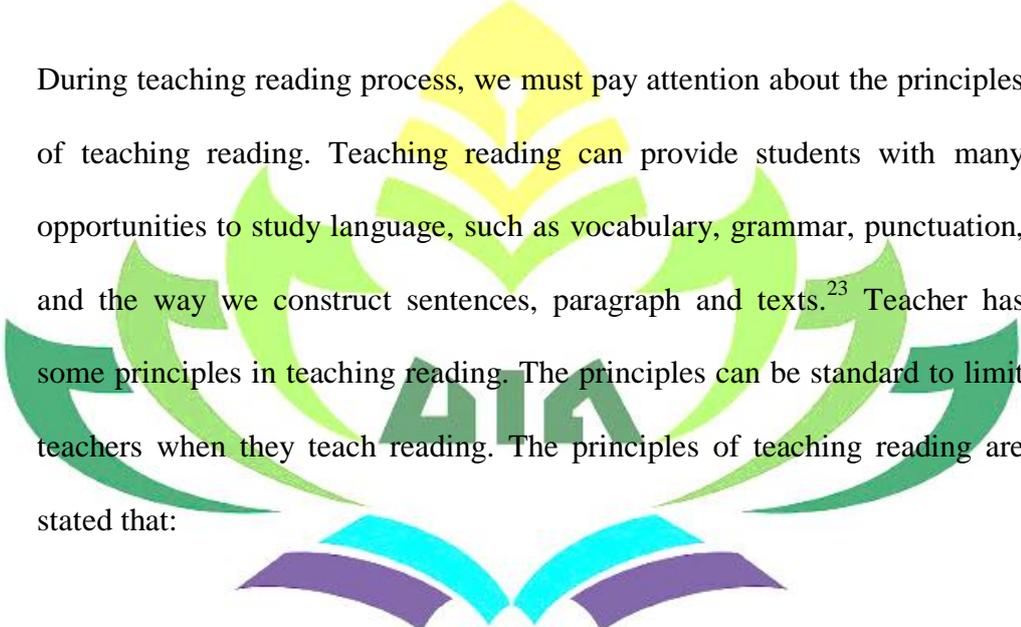 During teaching reading process, we must pay attention about the principles
of teaching reading. Teaching reading can provide students with many
opportunities to study language, such as vocabulary, grammar, punctuation,
and the way we construct sentences, paragraph and texts.23 Teacher has
some principles in teaching reading. The principles can be standard to limit
teachers when they teach reading. The principles of teaching reading are
stated that: